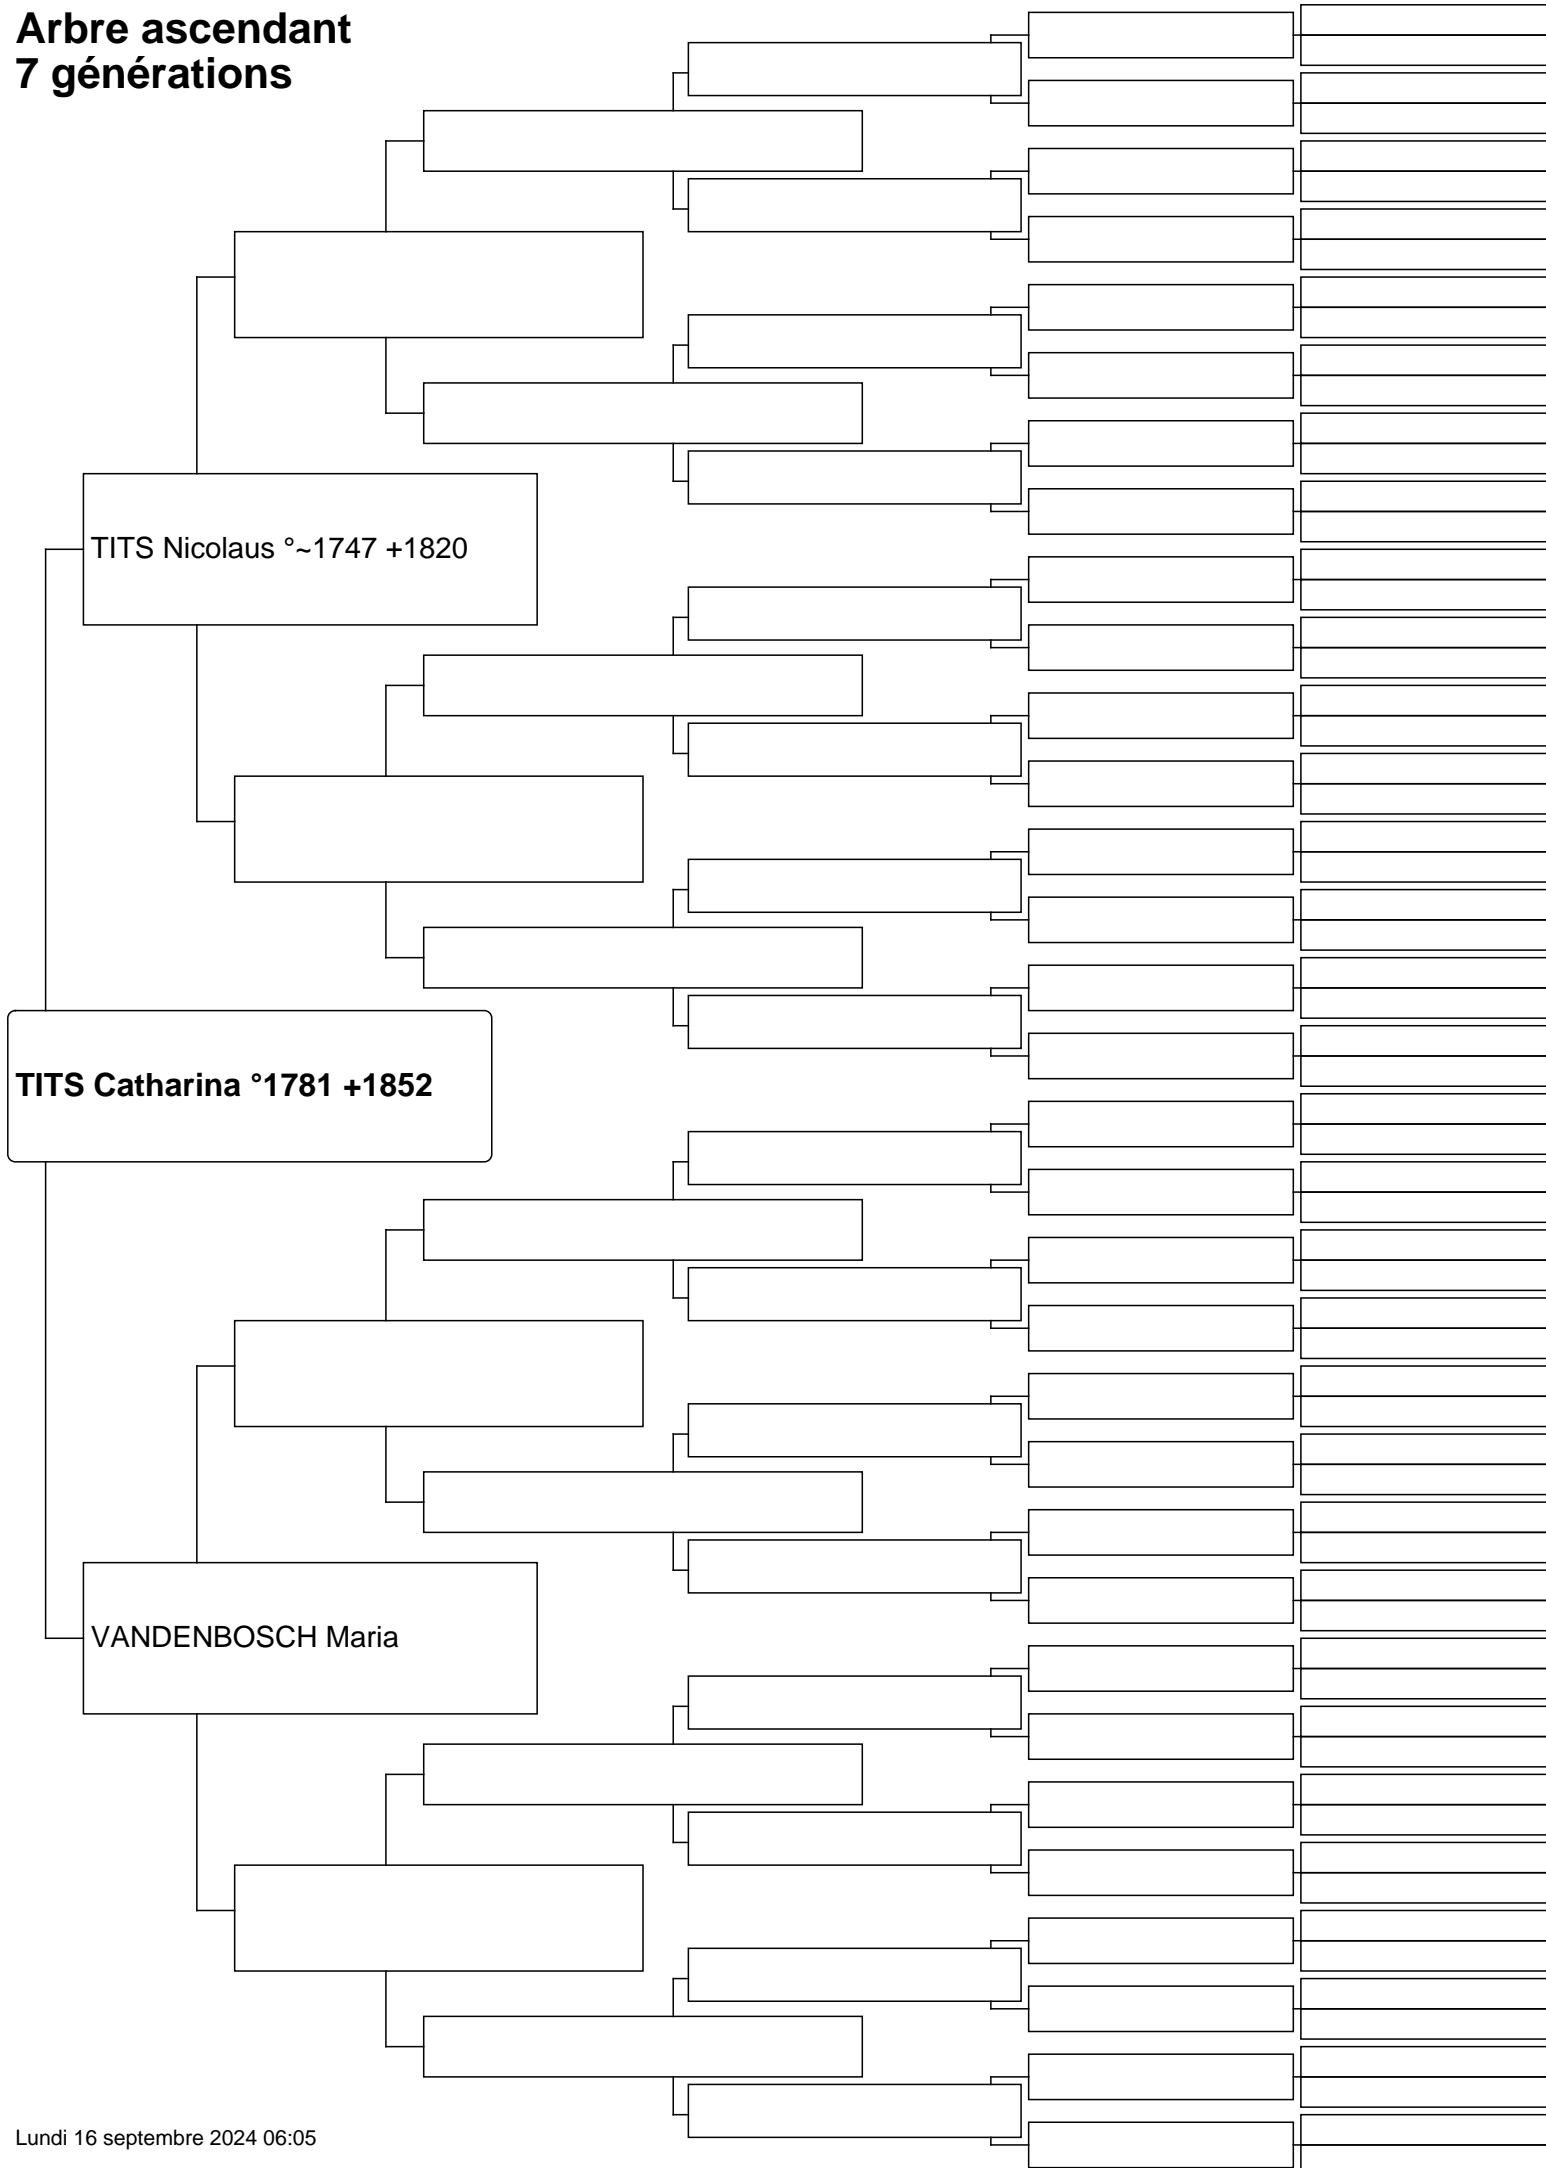 Arbre ascendant
7 générations
TITS Nicolaus °~1747 +1820
TITS Catharina °1781 +1852
VANDENBOSCH Maria
Lundi 16 septembre 2024 06:05